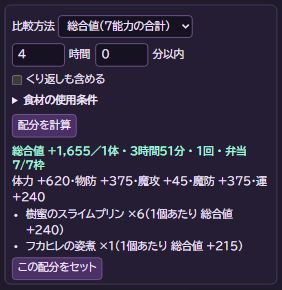 比較方法 総合値(7能力の合計)
4 時間 0 分以内
くり返しも含める
▶ 食材の使用条件
配分を計算
総合値 +1,655／1体・3時間51分・1回・弁当
7/7枠
体力 +620・物防 +375・魔攻 +45・魔防 +375・運
+240
• 樹蜜のスライムプリン ×6(1個あたり 総合値
+240)
• フカヒレの姿煮 ×1(1個あたり 総合値 +215)
この配分をセット